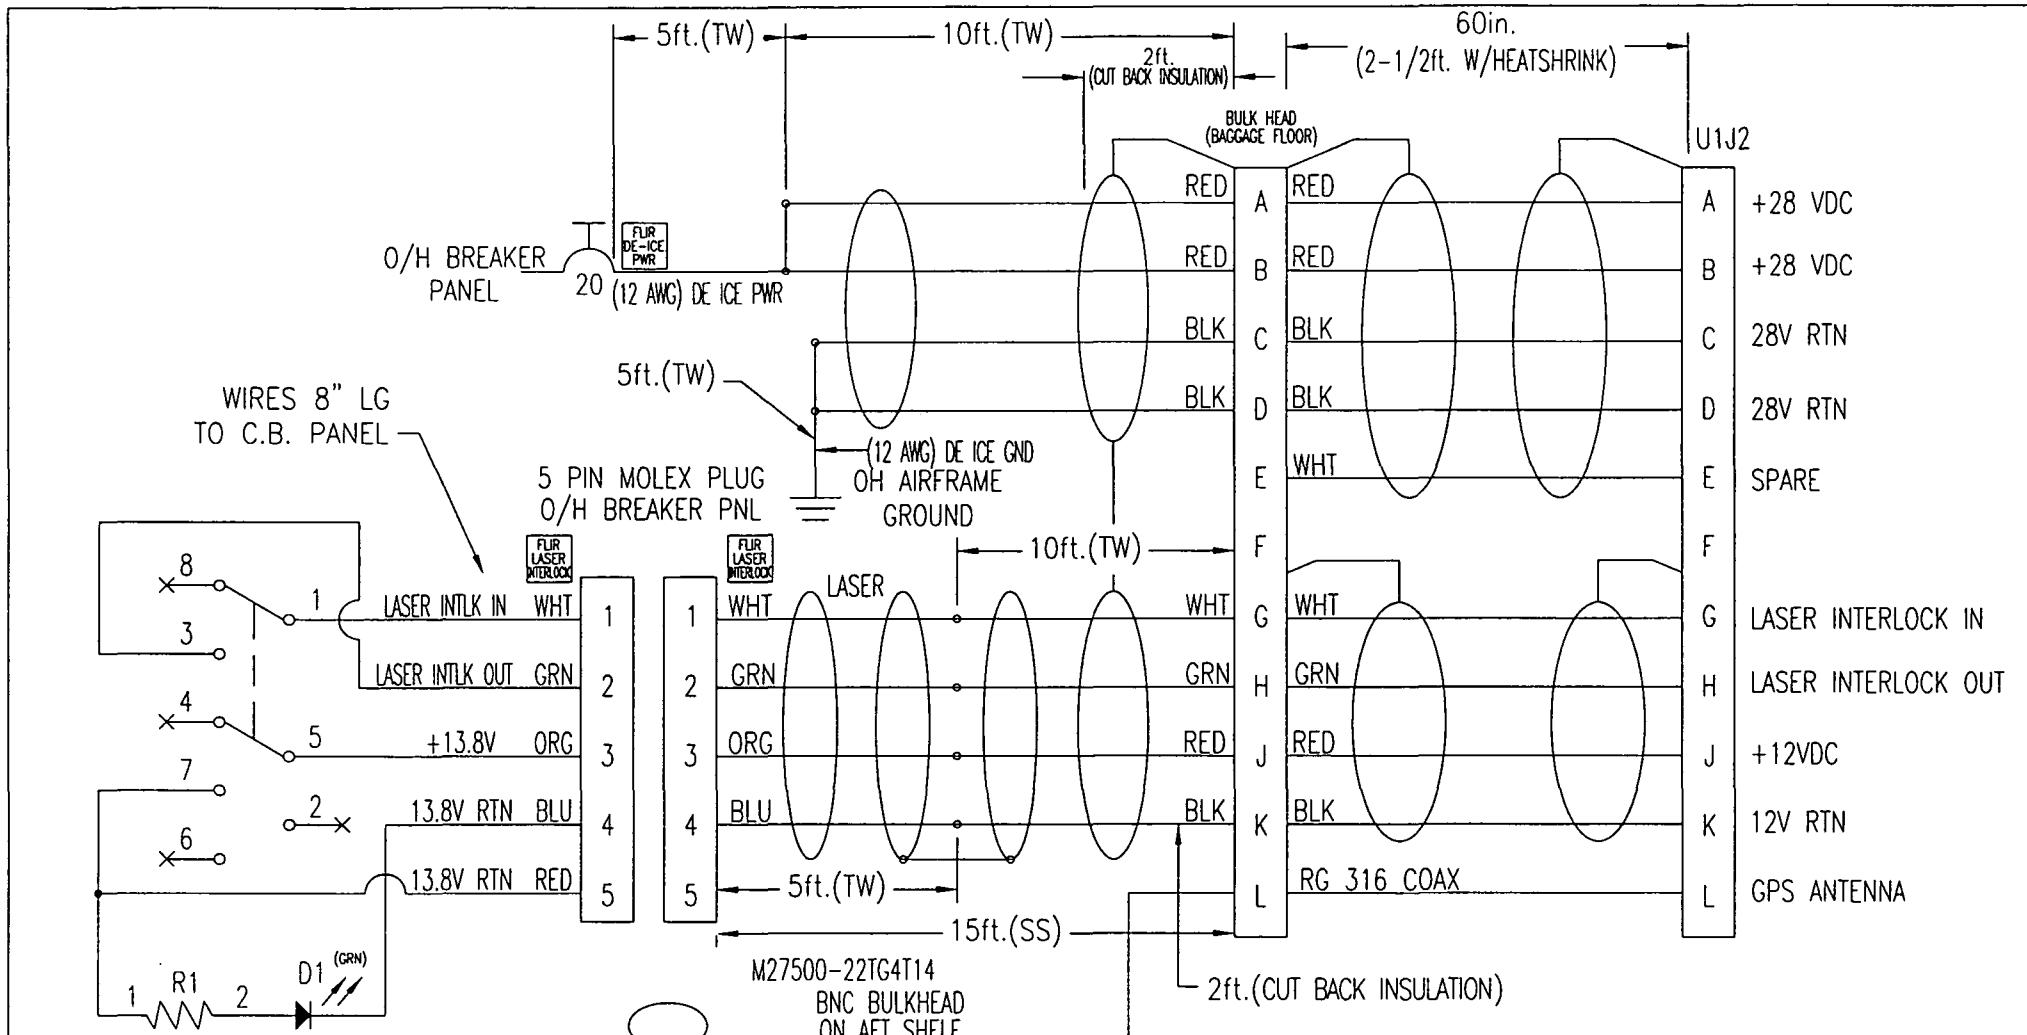 5ft.(TW)
10ft.(TW)
60in.
(2-1/2ft. W/HEATSHRINK)
2ft.
(CUT BACK INSULATION)
BULK HEAD
(BAGGAGE FLOOR)
U1J2
RED A RED A +28 VDC
O/H BREAKER
PANEL
20
FLIR
DE-ICE
PWR
(12 AWG) DE ICE PWR
RED B RED B +28 VDC
BLK C BLK C 28V RTN
5ft.(TW)
BLK D BLK D 28V RTN
WIRES 8" LG
TO C.B. PANEL
(12 AWG) DE ICE GND
OH AIRFRAME
GROUND
E WHT E SPARE
5 PIN MOLEX PLUG
O/H BREAKER PNL
F F
10ft.(TW)
FLIR
LASER
INTERLOCK
FLIR
LASER
INTERLOCK
LASER
8
1 LASER INTLK IN WHT 1 1 WHT WHT G WHT G LASER INTERLOCK IN
3
LASER INTLK OUT GRN 2 2 GRN GRN H GRN H LASER INTERLOCK OUT
4
5 +13.8V ORG 3 3 ORG RED J RED J +12VDC
7
2 13.8V RTN BLU 4 4 BLU BLK K BLK K 12V RTN
6
13.8V RTN RED 5 5 5ft.(TW) L RG 316 COAX L GPS ANTENNA
15ft.(SS)
M27500-22TG4T14
BNC BULKHEAD
ON AFT SHELF
2ft.(CUT BACK INSULATION)
1 R1 2 D1 (GRN)